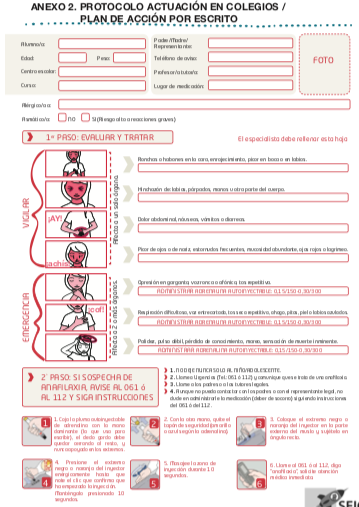 ANEXO 2. PROTOCOLO ACTUACIÓN EN COLEGIOS /
PLAN DE ACCIÓN POR ESCRITO
Alumno/a:
Padre/Madre/
Representante:
FOTO
Edad:
Peso:
Teléfono de aviso:
Centro escolar:
Profesor/a tutor/a:
Curso:
Lugar de medicación:
Alérgico/a a:
Asmático/a:
NO
SI (Riesgo alto a reacciones graves)
1er PASO: EVALUAR Y TRATAR
El especialista debe rellenar esta hoja
VIGILAR
Afecta a un solo órgano.
Ronchas o habones en la cara, enrojecimiento, picor en boca o en labios.
Hinchazón de labios, párpados, manos u otra parte del cuerpo.
¡AY!
Dolor abdominal, náuseas, vómitos o diarrea.
¡achís!
Picor de ojos o de nariz, estornudos frecuentes, mucosidad abundante, ojos rojos o lagrimeo.
EMERGENCIA
Afecta a 2 o más órganos.
Opresión en garganta, voz ronca o afónica, tos repetitiva.
ADMINISTRAR ADRENALINA AUTOINYECTABLE: 0,15/150-0,30/300
¡cof!
Respiración dificultosa, voz entrecortada, tos seca repetitiva, ahogo, pitos, piel o labios azulados.
ADMINISTRAR ADRENALINA AUTOINYECTABLE: 0,15/150-0,30/300
Palidez, pulso débil, pérdida de conocimiento, mareo, sensación de muerte inminente.
ADMINISTRAR ADRENALINA AUTOINYECTABLE: 0,15/150-0,30/300
2º PASO: SI SOSPECHA DE
ANAFILAXIA, AVISE AL 061 ó
AL 112 Y SIGA INSTRUCCIONES
1. NO DEJE NUNCA SOLO AL NIÑO/A O ADOLESCENTE.
2. Llame a Urgencias (Tel. 061 ó 112) y comunique que se trata de una anafilaxia
3. Llame a los padres o a los tutores legales.
4. Aunque no pueda contactar con los padres o con el representante legal, no
dude en administrarle la medicación (deber de socorro) siguiendo instrucciones
del 061 ó del 112.
1
1. Coja la pluma autoinyectable
de adrenalina con la mano
dominante (la que usa para
escribir), el dedo gordo debe
quedar cerrando el resto, y
nunca apoyado en los extremos.
2
2. Con la otra mano, quite el
tapón de seguridad (amarillo
o azul según la adrenalina).
3
3. Coloque el extremo negro o
naranja del inyector en la parte
externa del muslo y sujételo en
ángulo recto.
4
4. Presione el extremo
negro o naranja del inyector
enérgicamente hasta que
note el clic que confirma que
ha empezado la inyección.
Manténgalo presionado 10
segundos.
5
5. Masajee la zona de
inyección durante 10
segundos.
6
6. Llame al 061 ó al 112, diga
"anafilaxia", solicite atención
médica inmediata.